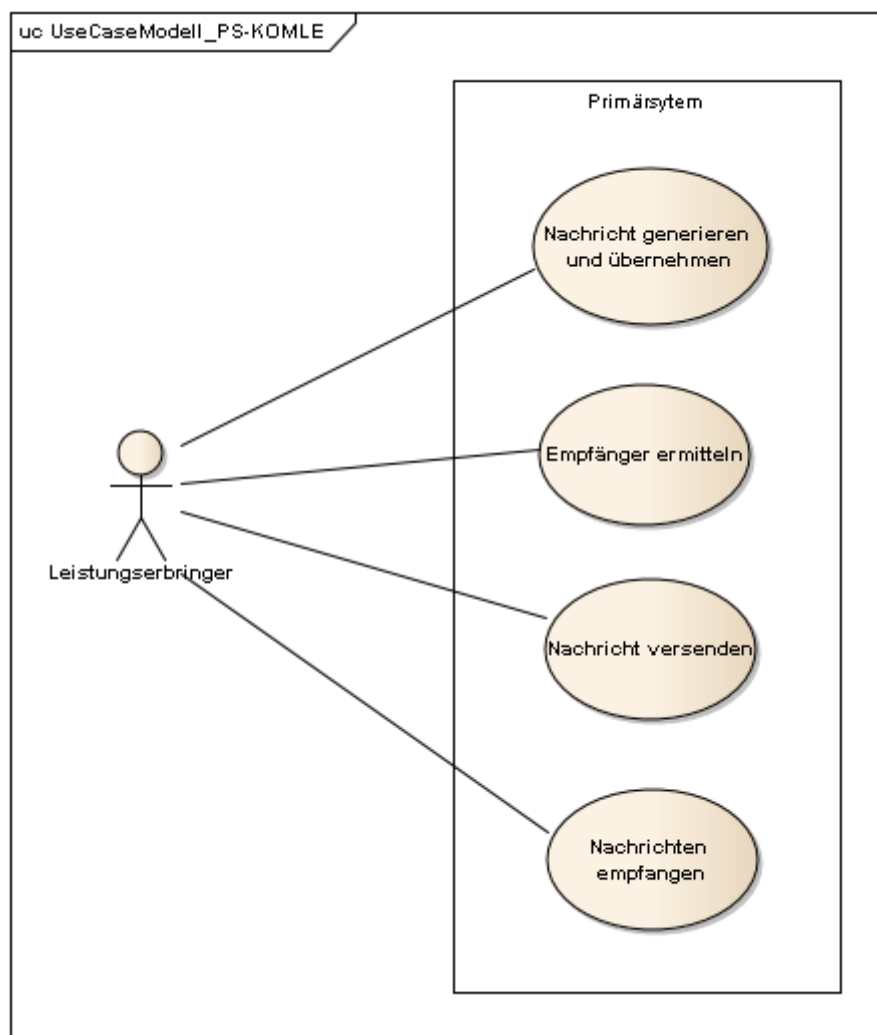 uc UseCaseModell_PS-KOMLE
Primärsytem
Nachricht generieren
und übernehmen
Empfänger ermitteln
Leistungserbringer
Nachricht versenden
Nachrichten
empfangen